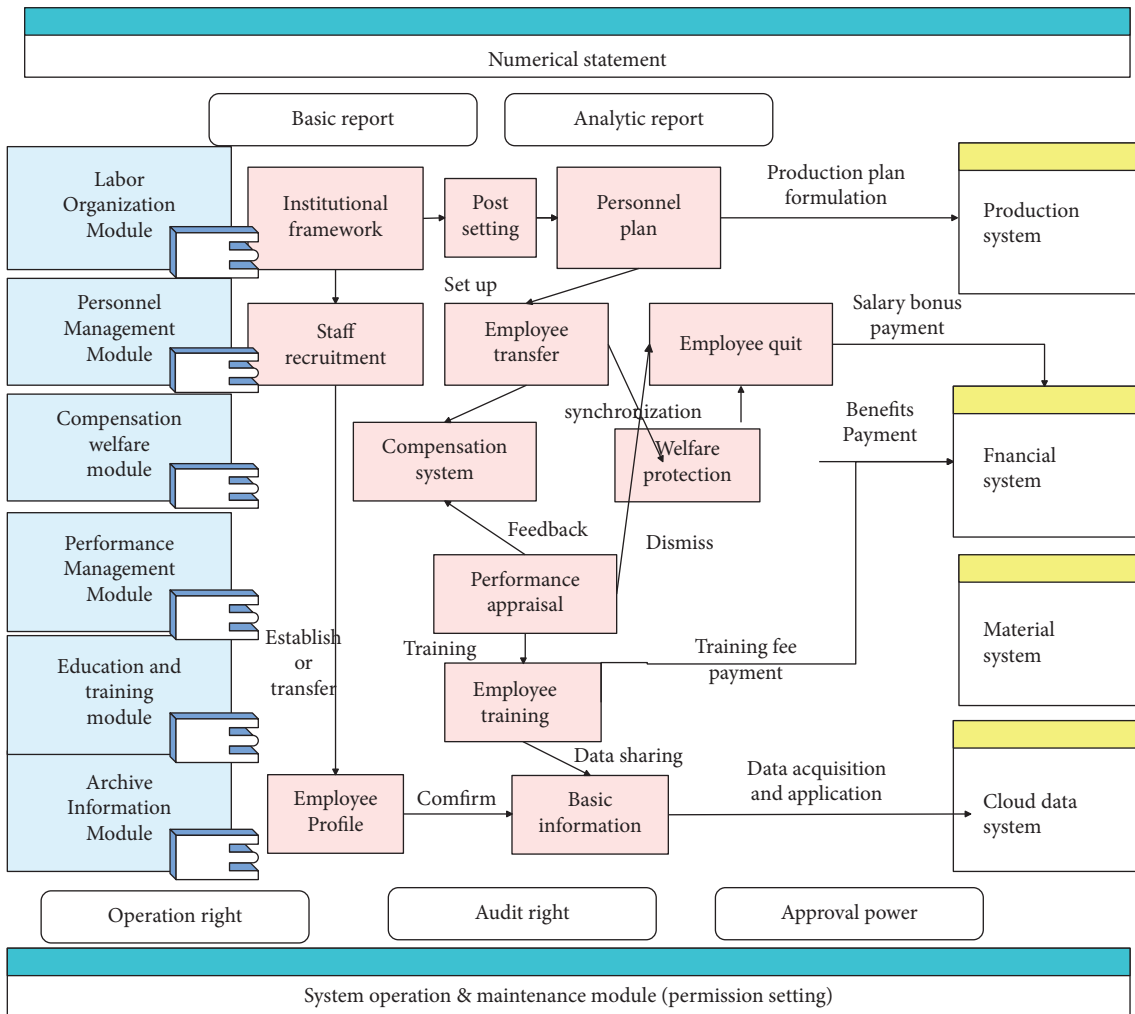 Numerical statement
Basic report
Analytic report
Labor
Organization
Module
Institutional
framework
Post
setting
Personnel
plan
Production plan
formulation
Production
system
Set up
Personnel
Management
Module
Staff
recruitment
Employee
transfer
Employee quit
Salary bonus
payment
synchronization
Compensation
welfare
module
Compensation
system
Welfare
protection
Benefits
Payment
Fnancial
system
Feedback
Dismiss
Performance
Management
Module
Performance
appraisal
Material
system
Establish
or
transfer
Training
Training fee
payment
Education and
training
module
Employee
training
Data sharing
Archive
Information
Module
Employee
Profile
Comfirm
Basic
information
Data acquisition
and application
Cloud data
system
Operation right
Audit right
Approval power
System operation & maintenance module (permission setting)